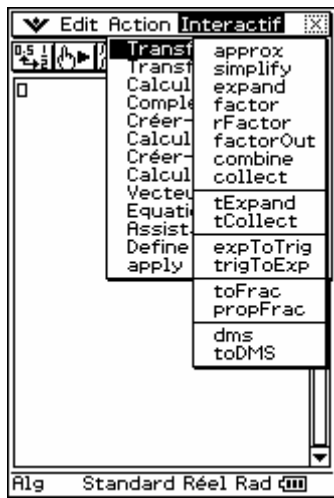 Edit Action Interactif
Transf
Transf
Calcul
Comple
Créer-
Calcul
Créer-
Calcul
Vecteu
Equati
Assist.
Define
apply
approx
simplify
expand
factor
rFactor
factorOut
combine
collect
tExpand
tCollect
expToTrig
trigToExp
toFrac
propFrac
dms
toDMS
Alg Standard Réel Rad